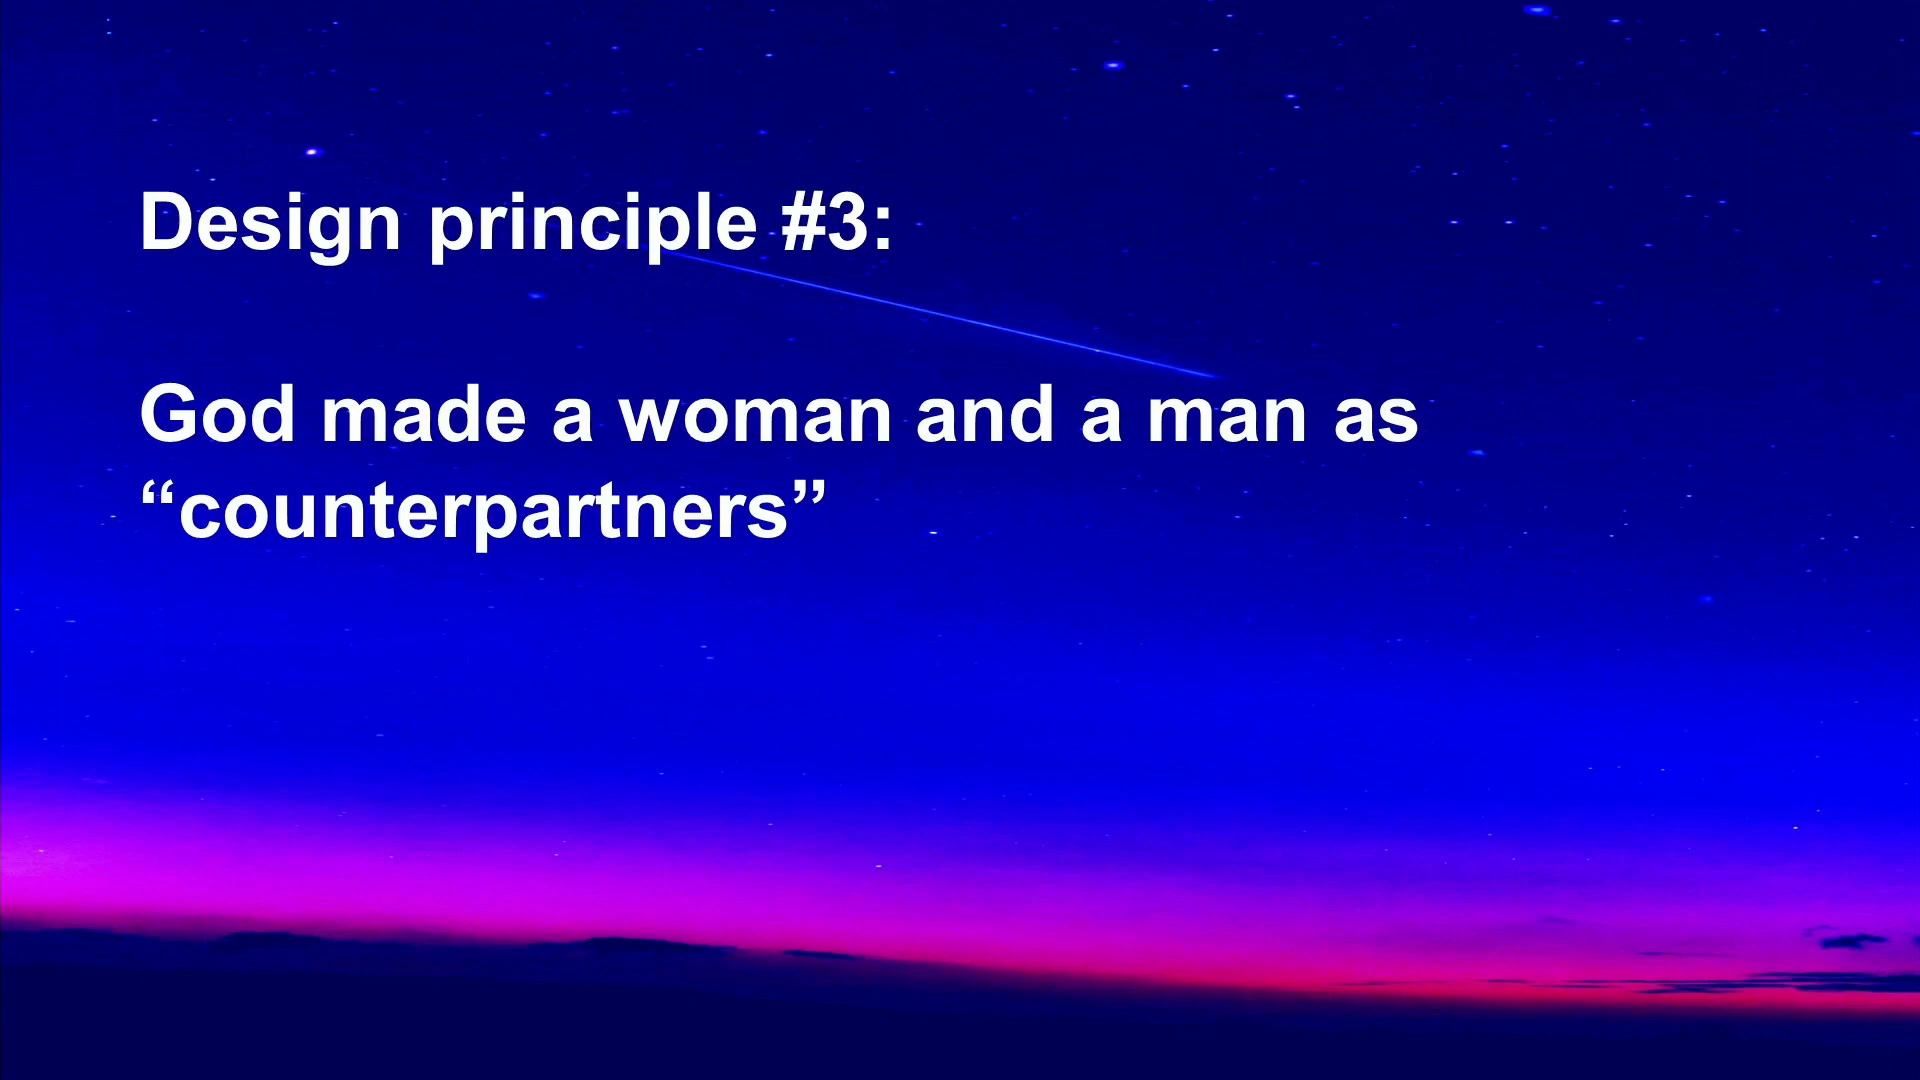 Design principle #3:
God made a woman and a man as
“counterpartners”